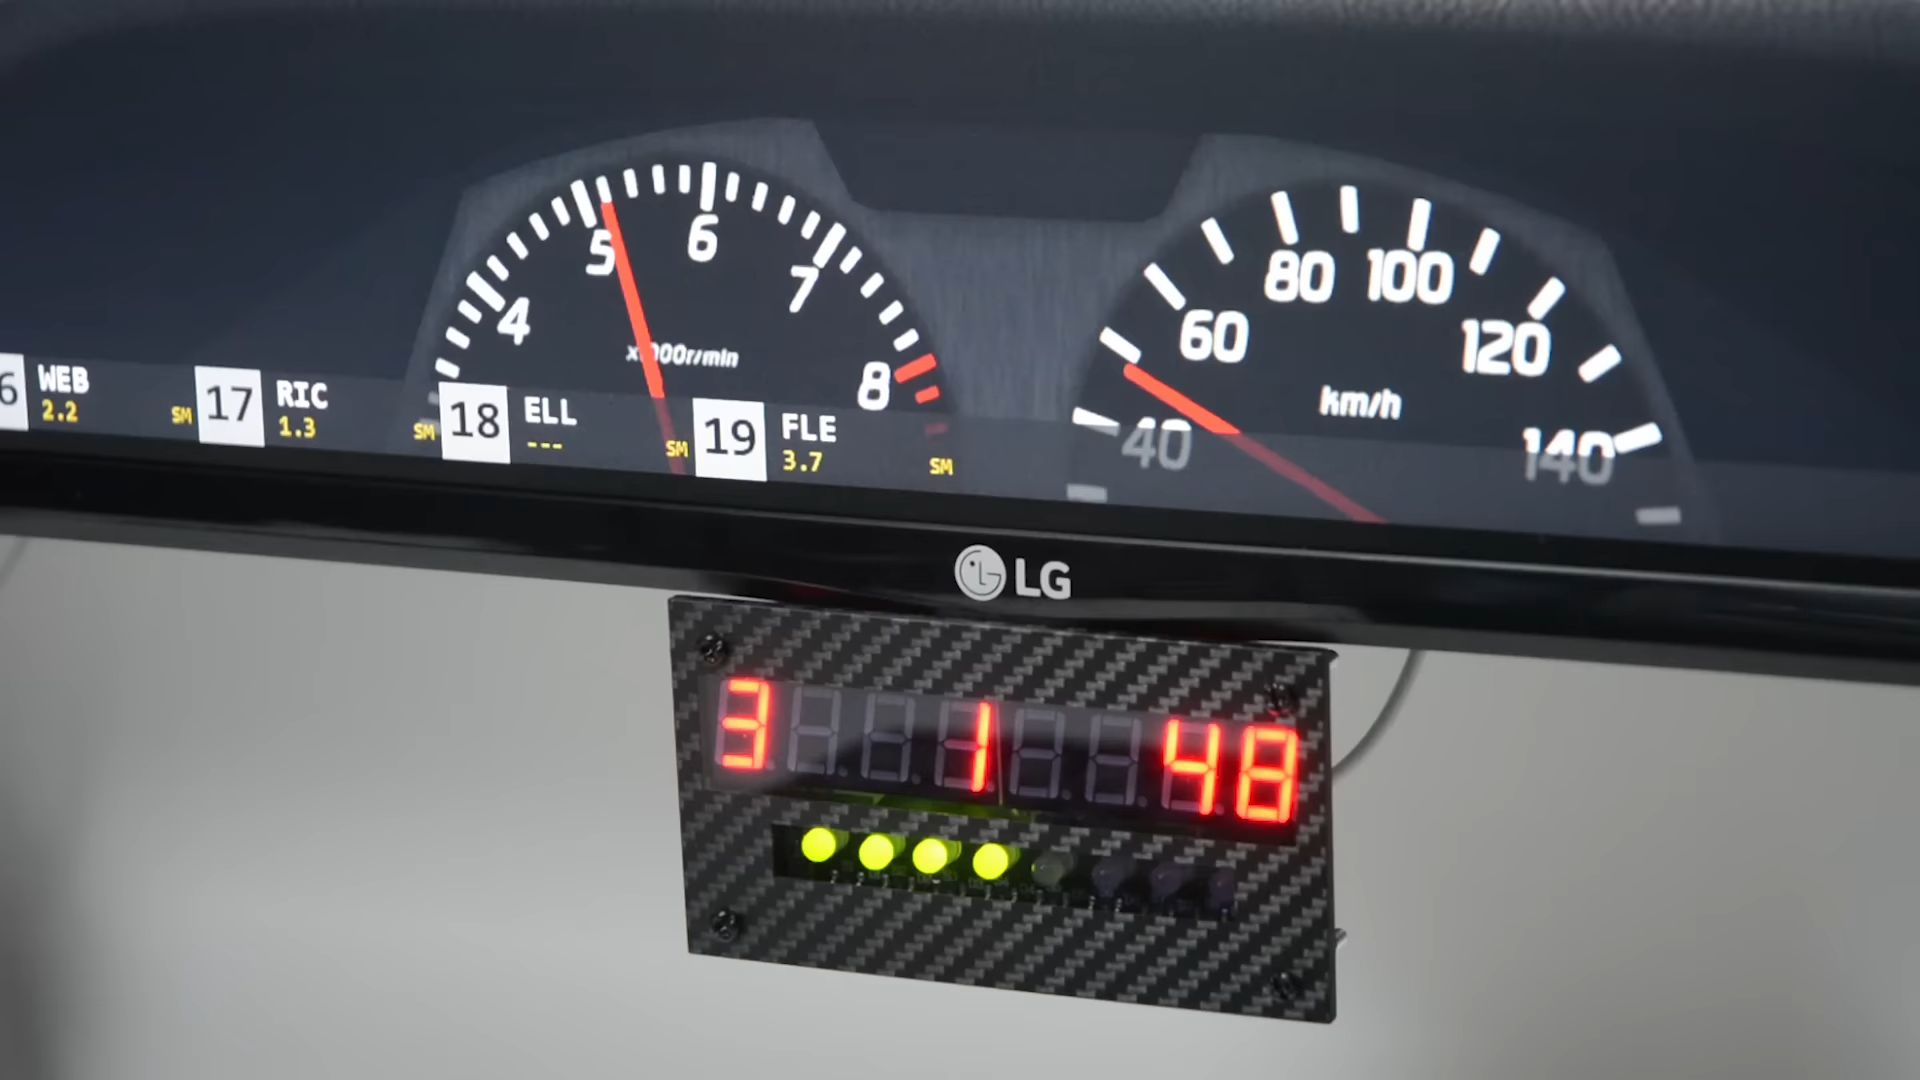 5 6
4 7
x1000r/min
8
60 80 100 120
km/h
40 140
6 WEB 2.2 SM
17 RIC 1.3 SM
18 ELL --- SM
19 FLE 3.7 SM
LG
3 1 48